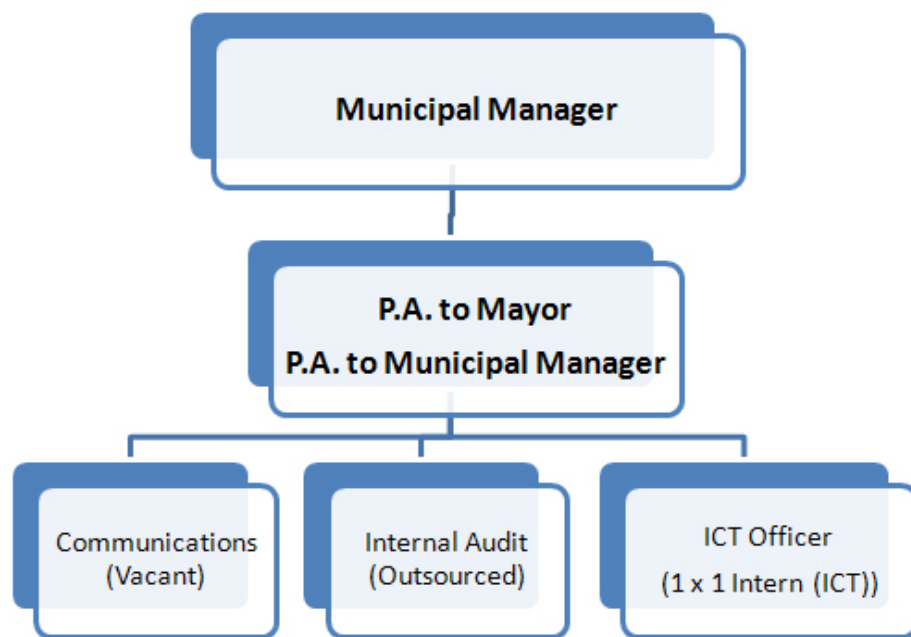 Municipal Manager
P.A. to Mayor
P.A. to Municipal Manager
Communications
(Vacant)
Internal Audit
(Outsourced)
ICT Officer
(1 x 1 Intern (ICT))